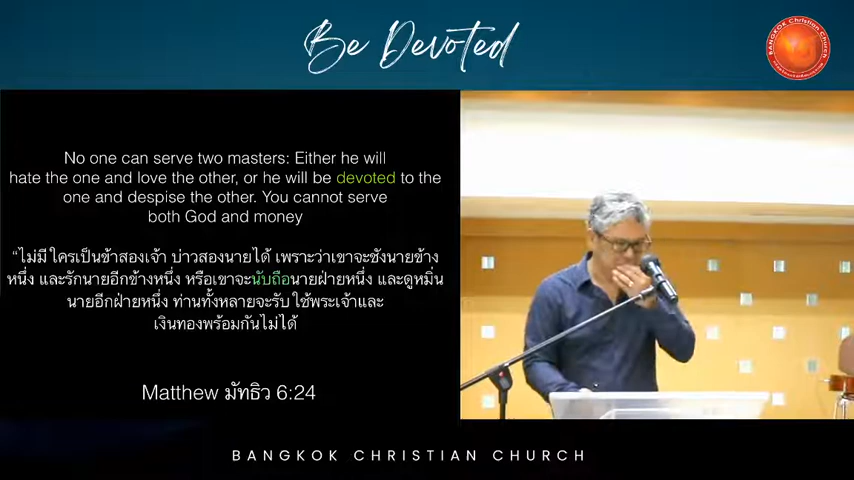 Be Devoted
BANGKOK Christian Church
No one can serve two masters: Either he will
hate the one and love the other, or he will be devoted to the
one and despise the other. You cannot serve
both God and money
“ไม่มีใครเป็นข้าสองเจ้า บ่าวสองนายได้ เพราะว่าเขาจะชังนายข้าง
หนึ่ง และรักนายอีกข้างหนึ่ง หรือเขาจะนับถือนายฝ่ายหนึ่ง และดูหมิ่น
นายอีกฝ่ายหนึ่ง ท่านทั้งหลายจะรับใช้พระเจ้าและ
เงินทองพร้อมกันไม่ได้
Matthew มัทธิว 6:24
BANGKOK CHRISTIAN CHURCH